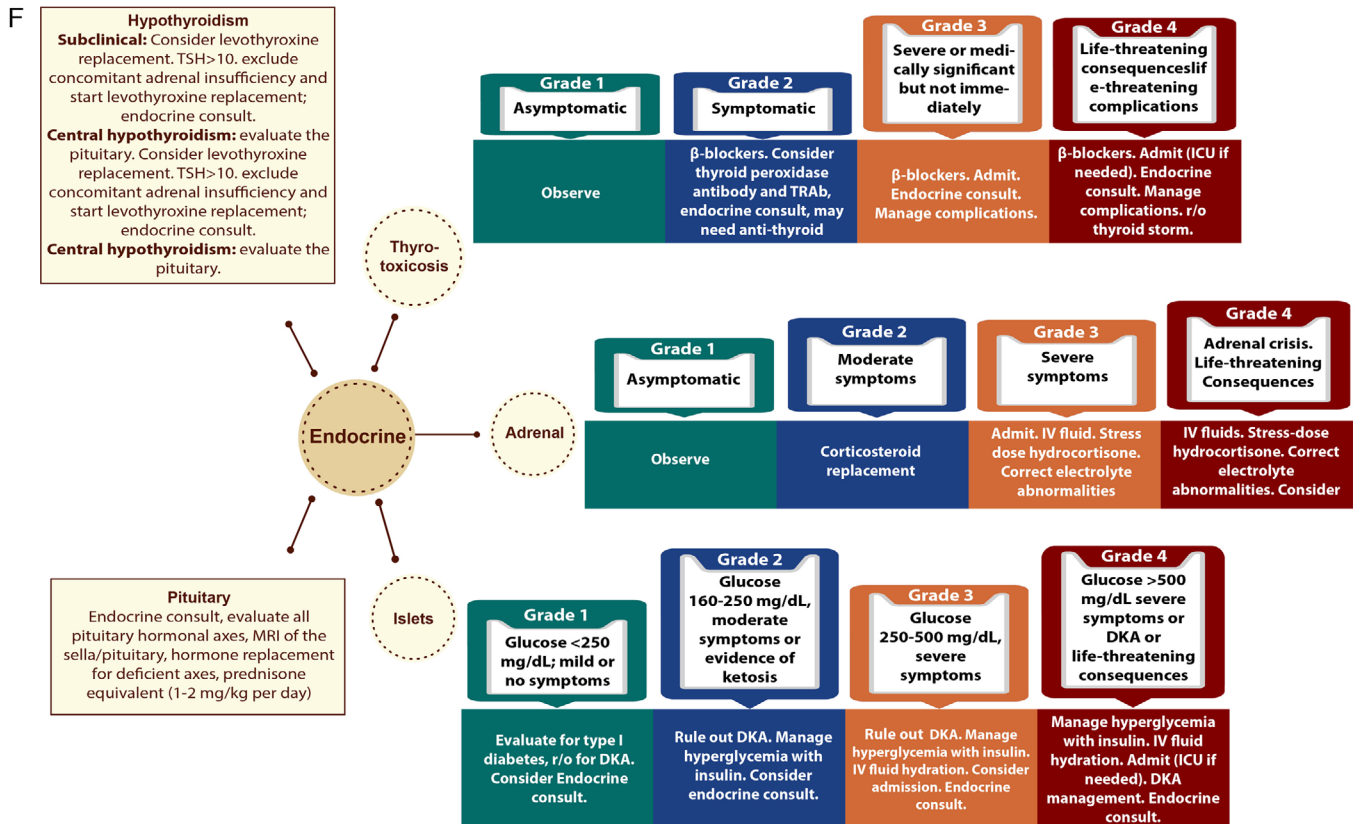 F
Hypothyroidism
Subclinical: Consider levothyroxine
replacement. TSH>10. exclude
concomitant adrenal insufficiency and
start levothyroxine replacement;
endocrine consult.
Central hypothyroidism: evaluate the
pituitary. Consider levothyroxine
replacement. TSH>10. exclude
concomitant adrenal insufficiency and
start levothyroxine replacement;
endocrine consult.
Central hypothyroidism: evaluate the
pituitary.
Thyro-
toxicosis
Grade 1
Asymptomatic
Observe
Grade 2
Symptomatic
β-blockers. Consider
thyroid peroxidase
antibody and TRAb,
endocrine consult, may
need anti-thyroid
Grade 3
Severe or medi-
cally significant
but not imme-
diately
β-blockers. Admit.
Endocrine consult.
Manage complications.
Grade 4
Life-threatening
consequenceslif
e-threatening
complications
β-blockers. Admit (ICU if
needed). Endocrine
consult. Manage
complications. r/o
thyroid storm.
Endocrine
Adrenal
Grade 1
Asymptomatic
Observe
Grade 2
Moderate
symptoms
Corticosteroid
replacement
Grade 3
Severe
symptoms
Admit. IV fluid. Stress
dose hydrocortisone.
Correct electrolyte
abnormalities
Grade 4
Adrenal crisis.
Life-threatening
Consequences
IV fluids. Stress-dose
hydrocortisone. Correct
electrolyte
abnormalities. Consider
Pituitary
Endocrine consult, evaluate all
pituitary hormonal axes, MRI of the
sella/pituitary, hormone replacement
for deficient axes, prednisone
equivalent (1-2 mg/kg per day)
Islets
Grade 1
Glucose <250
mg/dL; mild or
no symptoms
Evaluate for type I
diabetes, r/o for DKA.
Consider Endocrine
consult.
Grade 2
Glucose
160-250 mg/dL,
moderate
symptoms or
evidence of
ketosis
Rule out DKA. Manage
hyperglycemia with
insulin. Consider
endocrine consult.
Grade 3
Glucose
250-500 mg/dL,
severe
symptoms
Rule out DKA. Manage
hyperglycemia with insulin.
IV fluid hydration. Consider
admission. Endocrine
consult.
Grade 4
Glucose >500
mg/dL severe
symptoms or
DKA or
life-threatening
consequences
Manage hyperglycemia
with insulin. IV fluid
hydration. Admit (ICU if
needed). DKA
management. Endocrine
consult.